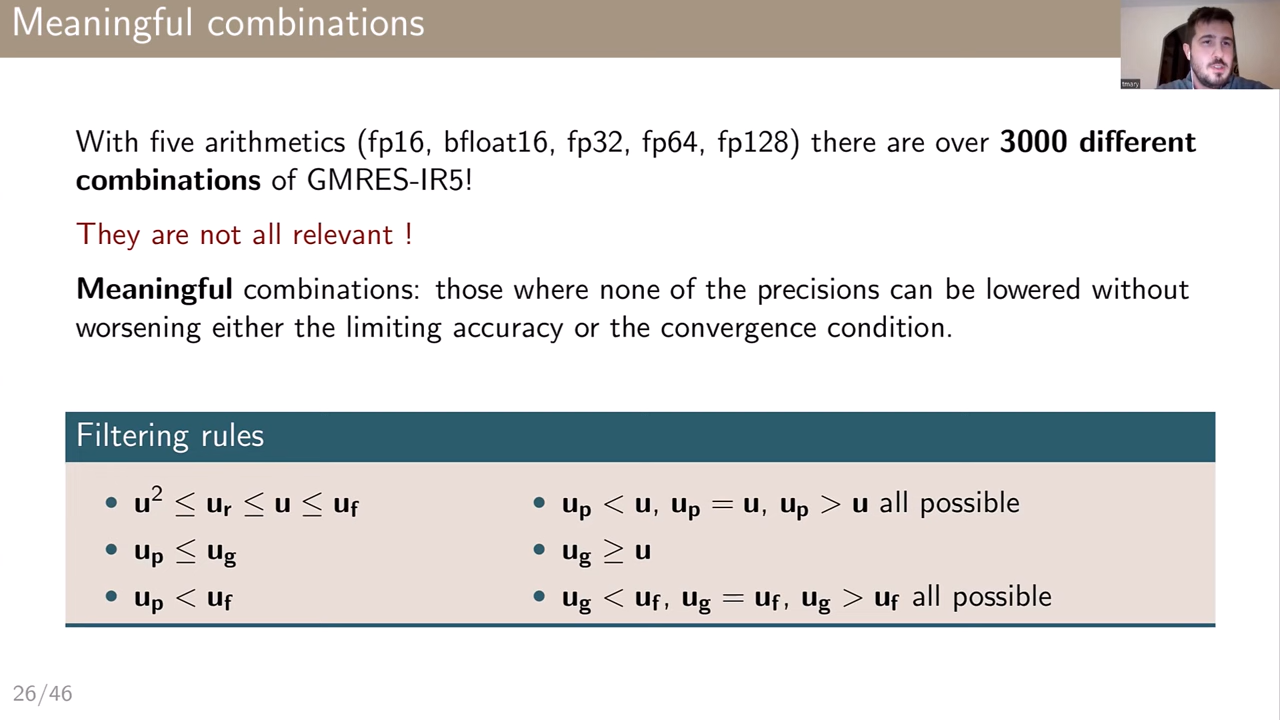 Meaningful combinations
tmary
With five arithmetics (fp16, bfloat16, fp32, fp64, fp128) there are over 3000 different
combinations of GMRES-IR5!
They are not all relevant !
Meaningful combinations: those where none of the precisions can be lowered without
worsening either the limiting accuracy or the convergence condition.
Filtering rules
• u² ≤ uᵣ ≤ u ≤ u_f
• u_p ≤ u_g
• u_p < u_f
• u_p < u, u_p = u, u_p > u all possible
• u_g ≥ u
• u_g < u_f, u_g = u_f, u_g > u_f all possible
26/46